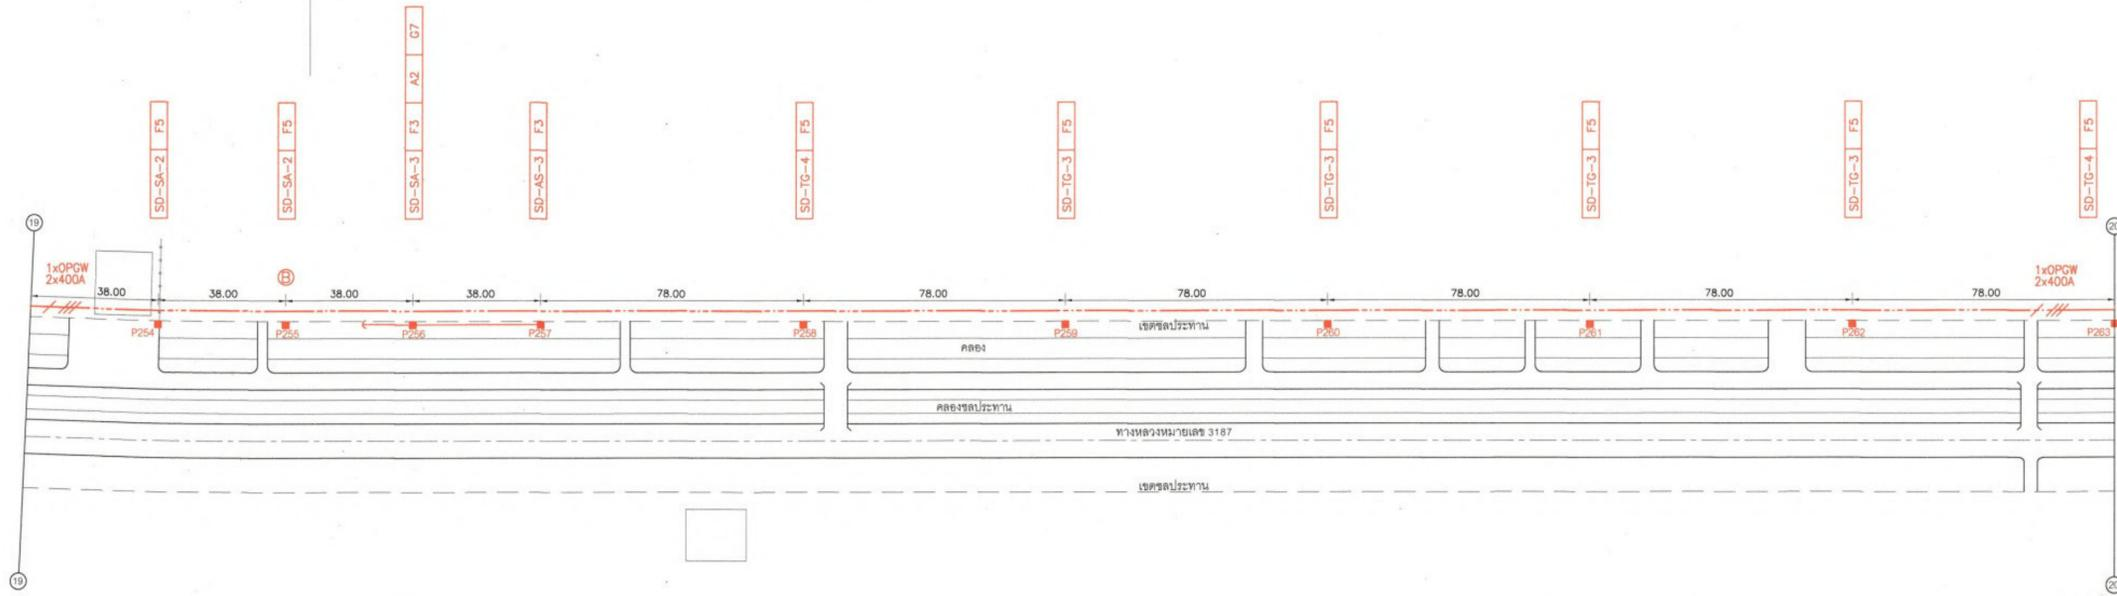 SD-SA-2 F5
SD-SA-2 F5
SD-SA-3 F3 A2 G7
SD-AS-3 F3
SD-TG-4 F5
SD-TG-3 F5
SD-TG-3 F5
SD-TG-3 F5
SD-TG-3 F5
SD-TG-4 F5
19
20
1xOPGW
2x400A
B
1xOPGW
2x400A
38.00 38.00 38.00 38.00 78.00 78.00 78.00 78.00 78.00 78.00
P254 P255 P256 P257 P258 P259 P260 P261 P262 P263
เขตชลประทาน
คลอง
คลองชลประทาน
ทางหลวงหมายเลข 3187
เขตชลประทาน
19
20